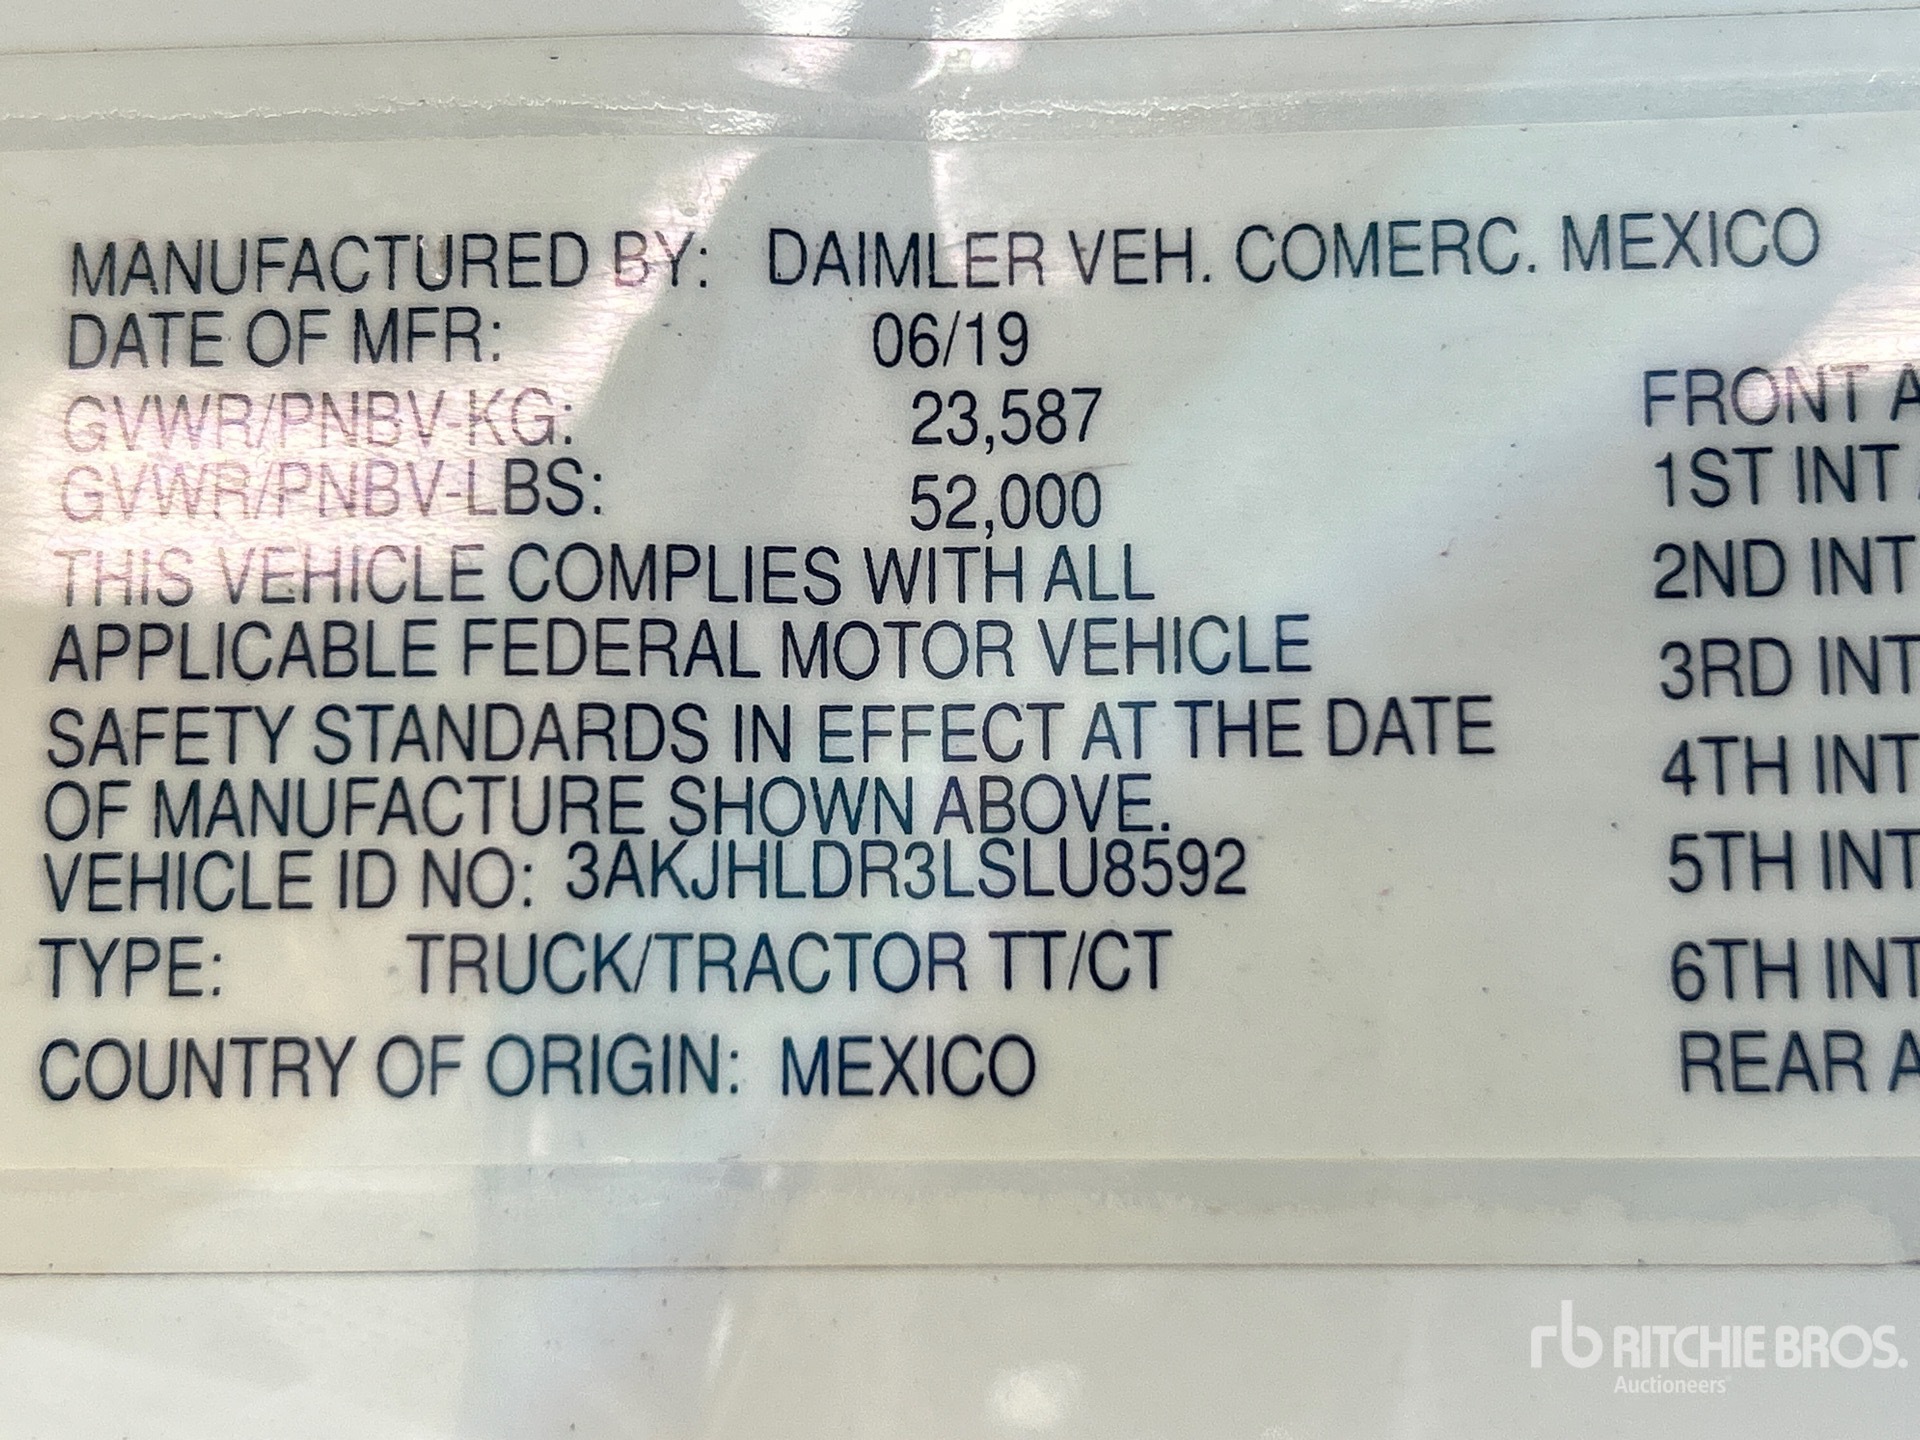 MANUFACTURED BY: DAIMLER VEH. COMERC. MEXICO
DATE OF MFR: 06/19
GVWR/PNBV-KG: 23,587
GVWR/PNBV-LBS: 52,000
THIS VEHICLE COMPLIES WITH ALL
APPLICABLE FEDERAL MOTOR VEHICLE
SAFETY STANDARDS IN EFFECT AT THE DATE
OF MANUFACTURE SHOWN ABOVE.
VEHICLE ID NO: 3AKJHLDR3LSLU8592
TYPE: TRUCK/TRACTOR TT/CT
COUNTRY OF ORIGIN: MEXICO
FRONT A
1ST INT
2ND INT
3RD INT
4TH INT
5TH INT
6TH INT
REAR A
rb RITCHIE BROS.
Auctioneers